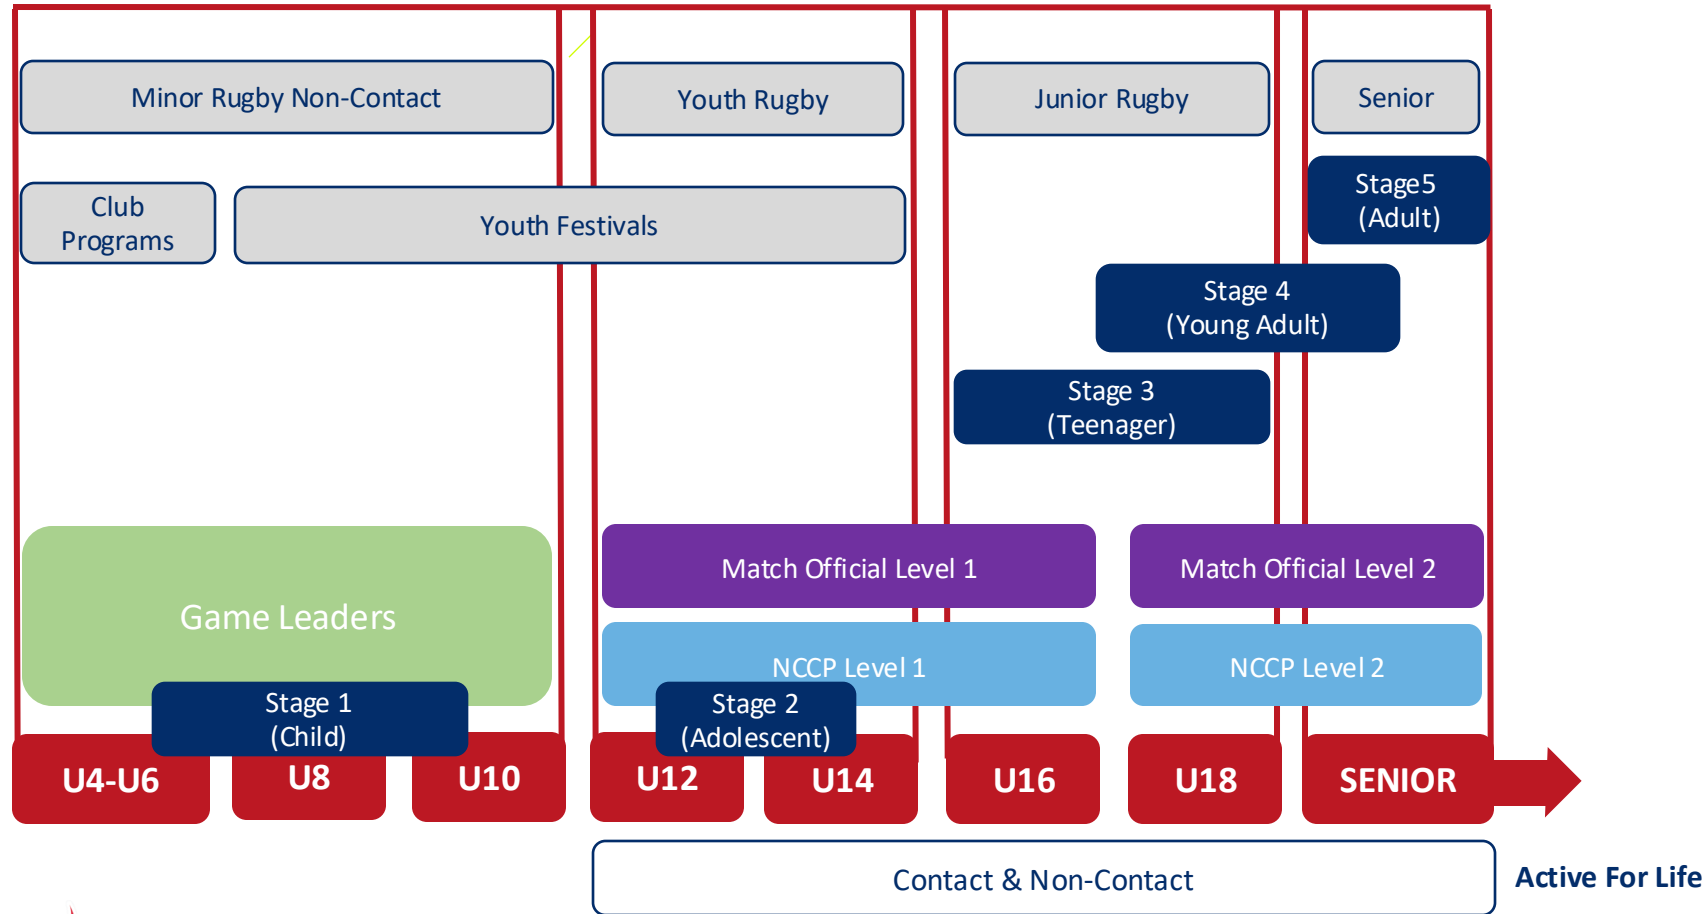 Minor Rugby Non-Contact
Youth Rugby
Junior Rugby
Senior
Club
Programs
Youth Festivals
Stage5
(Adult)
Stage 4
(Young Adult)
Stage 3
(Teenager)
Game Leaders
Match Official Level 1
Match Official Level 2
NCCP Level 1
NCCP Level 2
Stage 1
(Child)
Stage 2
(Adolescent)
U4-U6
U8
U10
U12
U14
U16
U18
SENIOR
Contact & Non-Contact
Active For Life